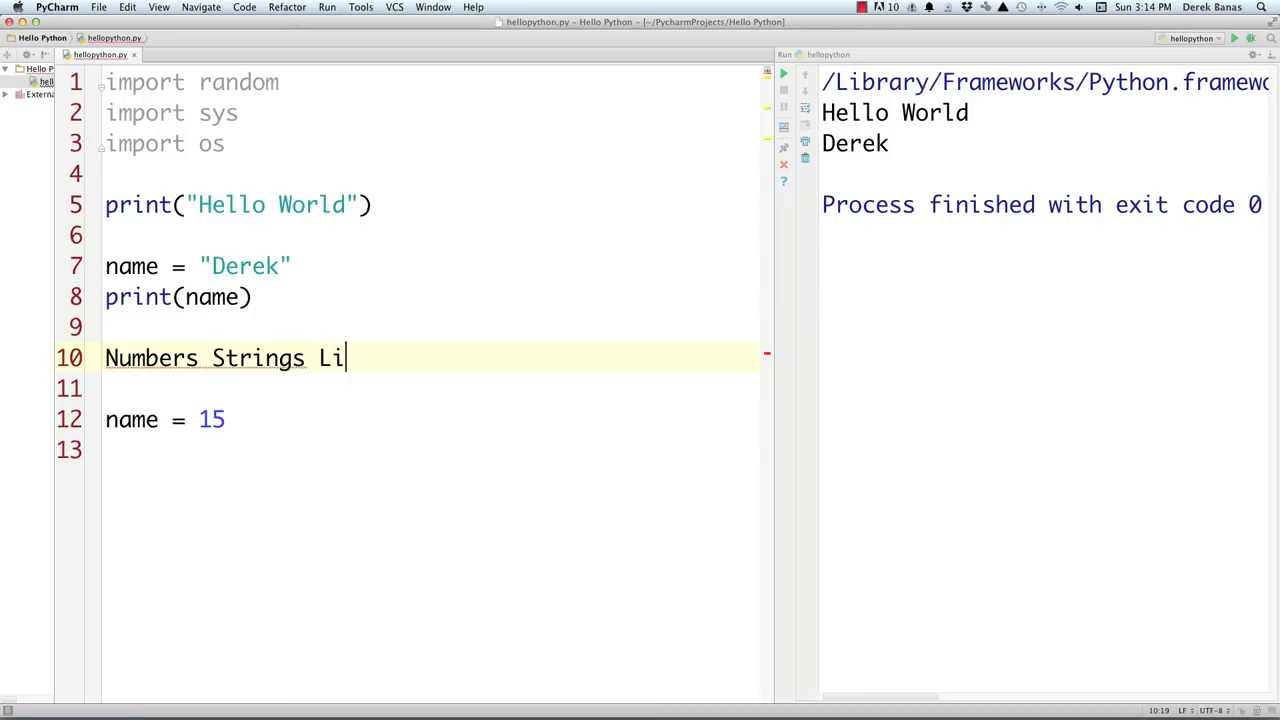 PyCharm File Edit View Navigate Code Refactor Run Tools VCS Window Help 10 Sun 3:14 PM Derek Banas
hellopython.py - Hello Python - [~/PycharmProjects/Hello Python]
Hello Python hellopython.py hellopython
hellopython.py Run hellopython
Hello P
hell
Extern
1 import random
2 import sys
3 import os
4
5 print("Hello World")
6
7 name = "Derek"
8 print(name)
9
10 Numbers Strings Li
11
12 name = 15
13
/Library/Frameworks/Python.framewo
Hello World
Derek
Process finished with exit code 0
10:19 LF UTF-8